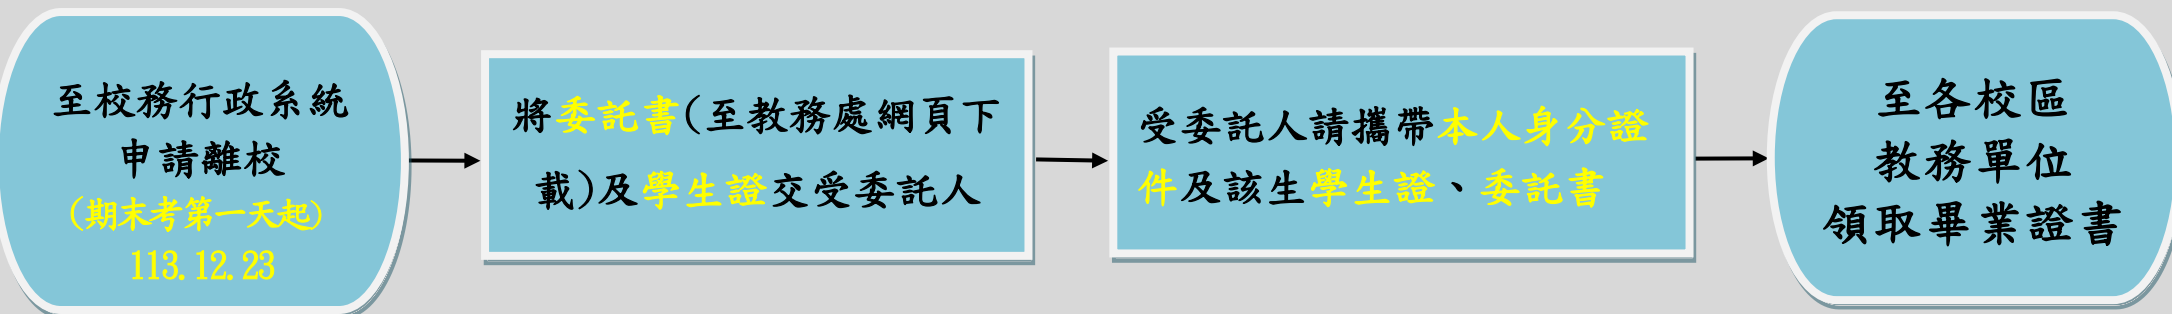 至校務行政系統
申請離校
(期末考第一天起)
113.12.23
將委託書(至教務處網頁下
載)及學生證交受委託人
受委託人請攜帶本人身分證
件及該生學生證、委託書
至各校區
教務單位
領取畢業證書